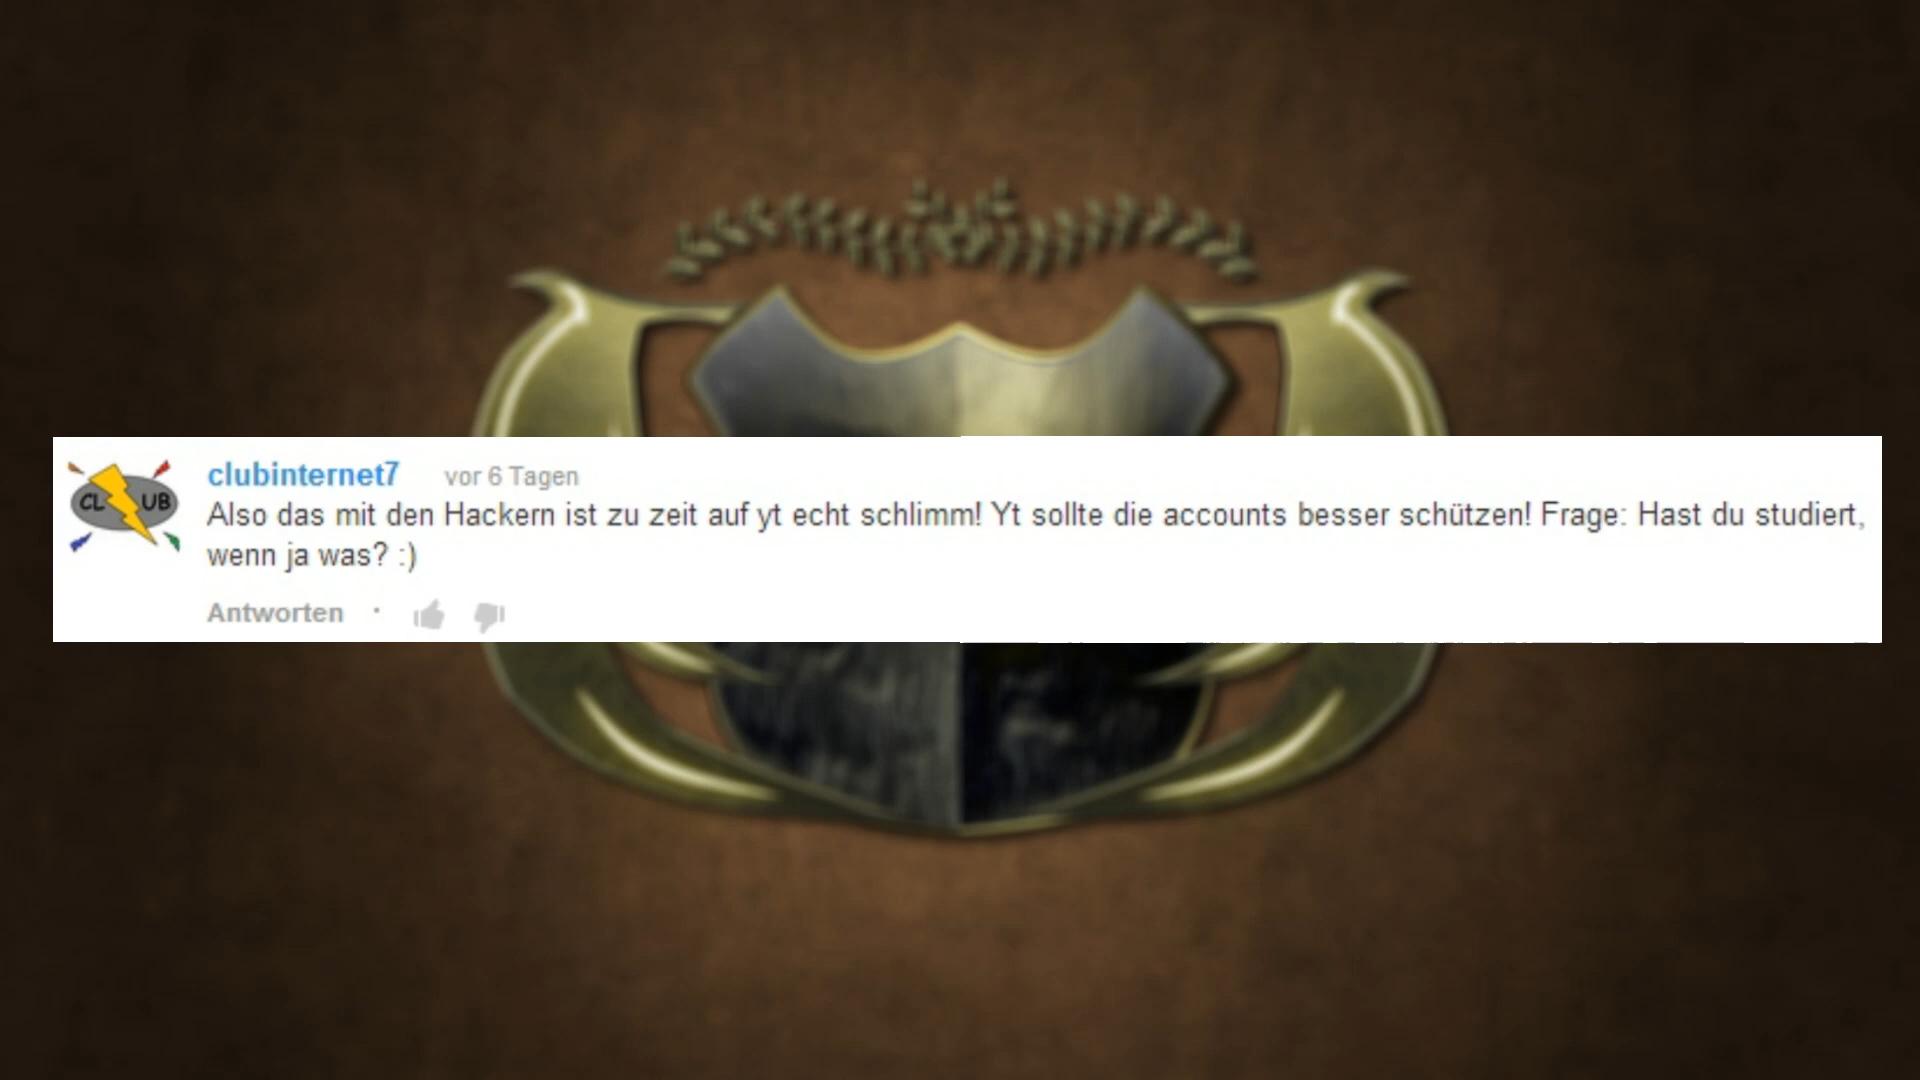 CLUB
clubinternet7 vor 6 Tagen
Also das mit den Hackern ist zu zeit auf yt echt schlimm! Yt sollte die accounts besser schützen! Frage: Hast du studiert,
wenn ja was? :)
Antworten ·